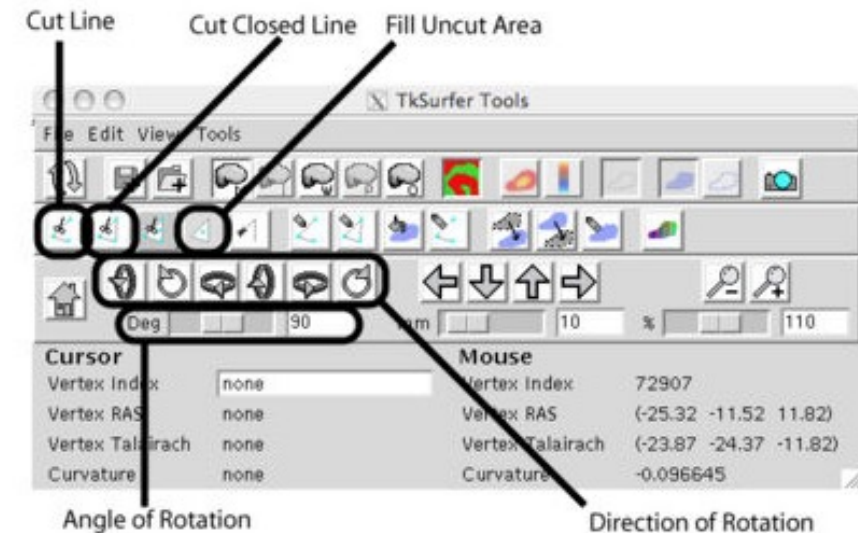 Cut Line Cut Closed Line Fill Uncut Area
TkSurfer Tools
File Edit View Tools
Deg 90 mm 10 % 110
Cursor Mouse
Vertex Index none Vertex Index 72907
Vertex RAS none Vertex RAS (-25.32 -11.52 11.82)
Vertex Talairach none Vertex Talairach (-23.87 -24.37 -11.82)
Curvature none Curvature -0.096645
Angle of Rotation Direction of Rotation